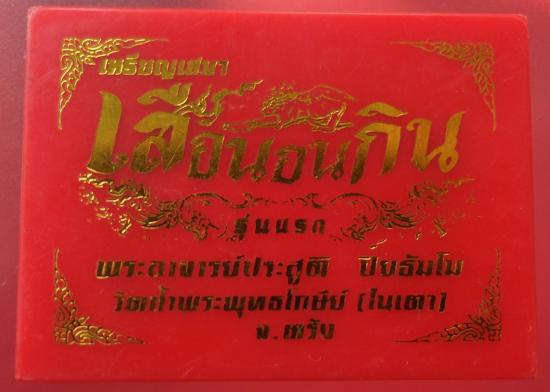 เหรียญเสมา
เสือนอนกิน
รุ่นแรก
พระอาจารย์ประสูติ ปิยธัมโม
วัดถ้ำพระพุทธโกษีย์ (ในเตา)
จ.ตรัง